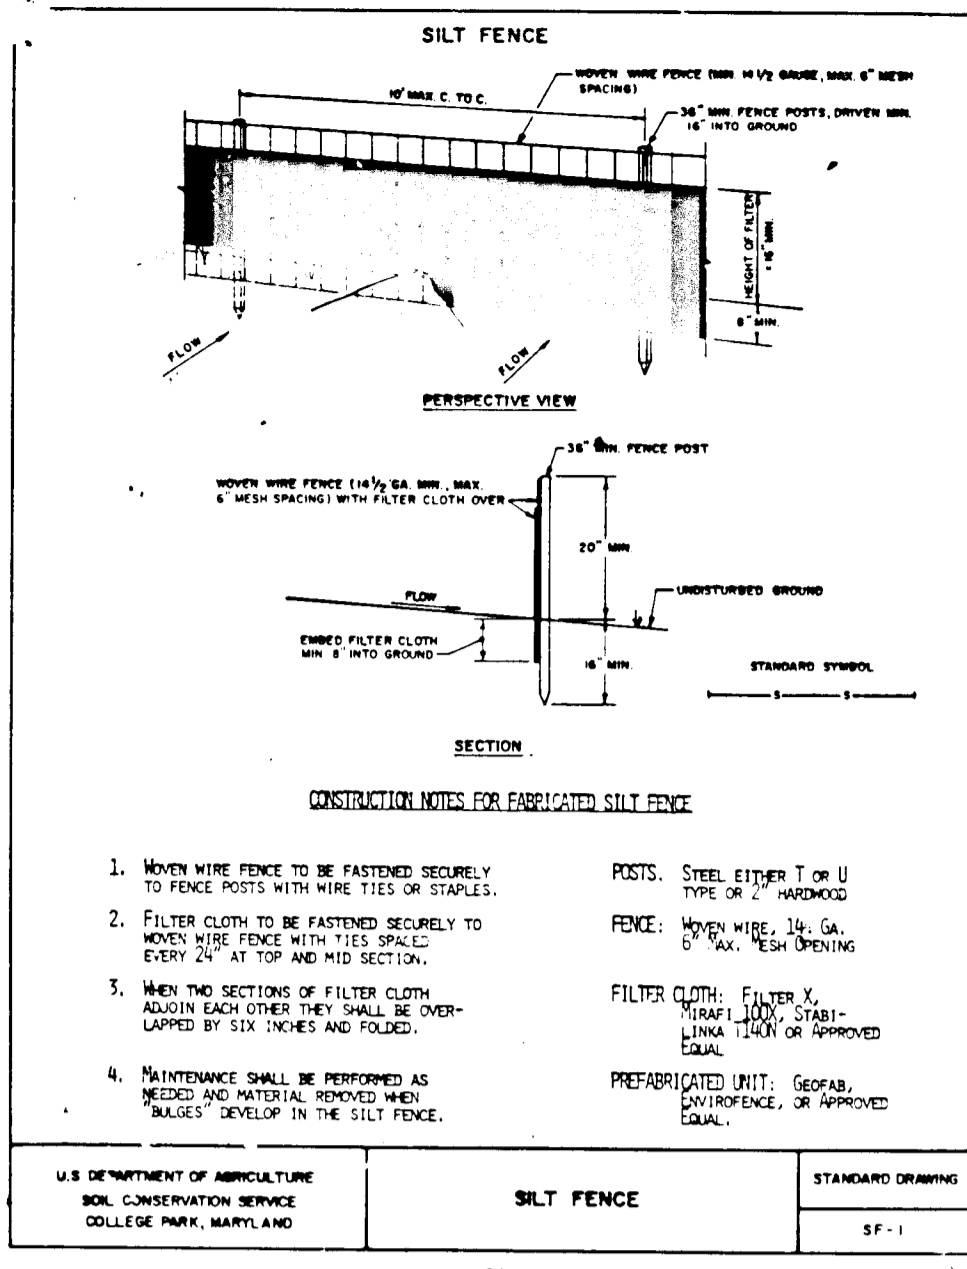 SILT FENCE
WOVEN WIRE FENCE (MIN. 14 1/2 GAUGE, MAX. 6" MESH
SPACING)
10' MAX. C. TO C.
36" MIN. FENCE POSTS, DRIVEN MIN.
16" INTO GROUND
HEIGHT OF FILTER
=16" MIN.
8" MIN.
FLOW
FLOW
PERSPECTIVE VIEW
36" MIN. FENCE POST
WOVEN WIRE FENCE (14 1/2 GA. MIN., MAX.
6" MESH SPACING) WITH FILTER CLOTH OVER
20" MIN.
FLOW
UNDISTURBED GROUND
EMBED FILTER CLOTH
MIN 8" INTO GROUND
16" MIN.
STANDARD SYMBOL
S S
SECTION
CONSTRUCTION NOTES FOR FABRICATED SILT FENCE
1. WOVEN WIRE FENCE TO BE FASTENED SECURELY
TO FENCE POSTS WITH WIRE TIES OR STAPLES.
2. FILTER CLOTH TO BE FASTENED SECURELY TO
WOVEN WIRE FENCE WITH TIES SPACED
EVERY 24" AT TOP AND MID SECTION.
3. WHEN TWO SECTIONS OF FILTER CLOTH
ADJOIN EACH OTHER THEY SHALL BE OVER-
LAPPED BY SIX INCHES AND FOLDED.
4. MAINTENANCE SHALL BE PERFORMED AS
NEEDED AND MATERIAL REMOVED WHEN
"BULGES" DEVELOP IN THE SILT FENCE.
POSTS. STEEL EITHER T OR U
TYPE OR 2" HARDWOOD
FENCE: WOVEN WIRE, GA.
6" MAX. MESH OPENING
FILTER CLOTH: FILTER X,
MIRAFI 100X, STABI-
LINKA T140N OR APPROVED
EQUAL
PREFABRICATED UNIT: GEOFAB,
ENVIROFENCE, OR APPROVED
EQUAL.
U.S DEPARTMENT OF AGRICULTURE
SOIL CONSERVATION SERVICE
COLLEGE PARK, MARYLAND
SILT FENCE
STANDARD DRAWING
SF-1